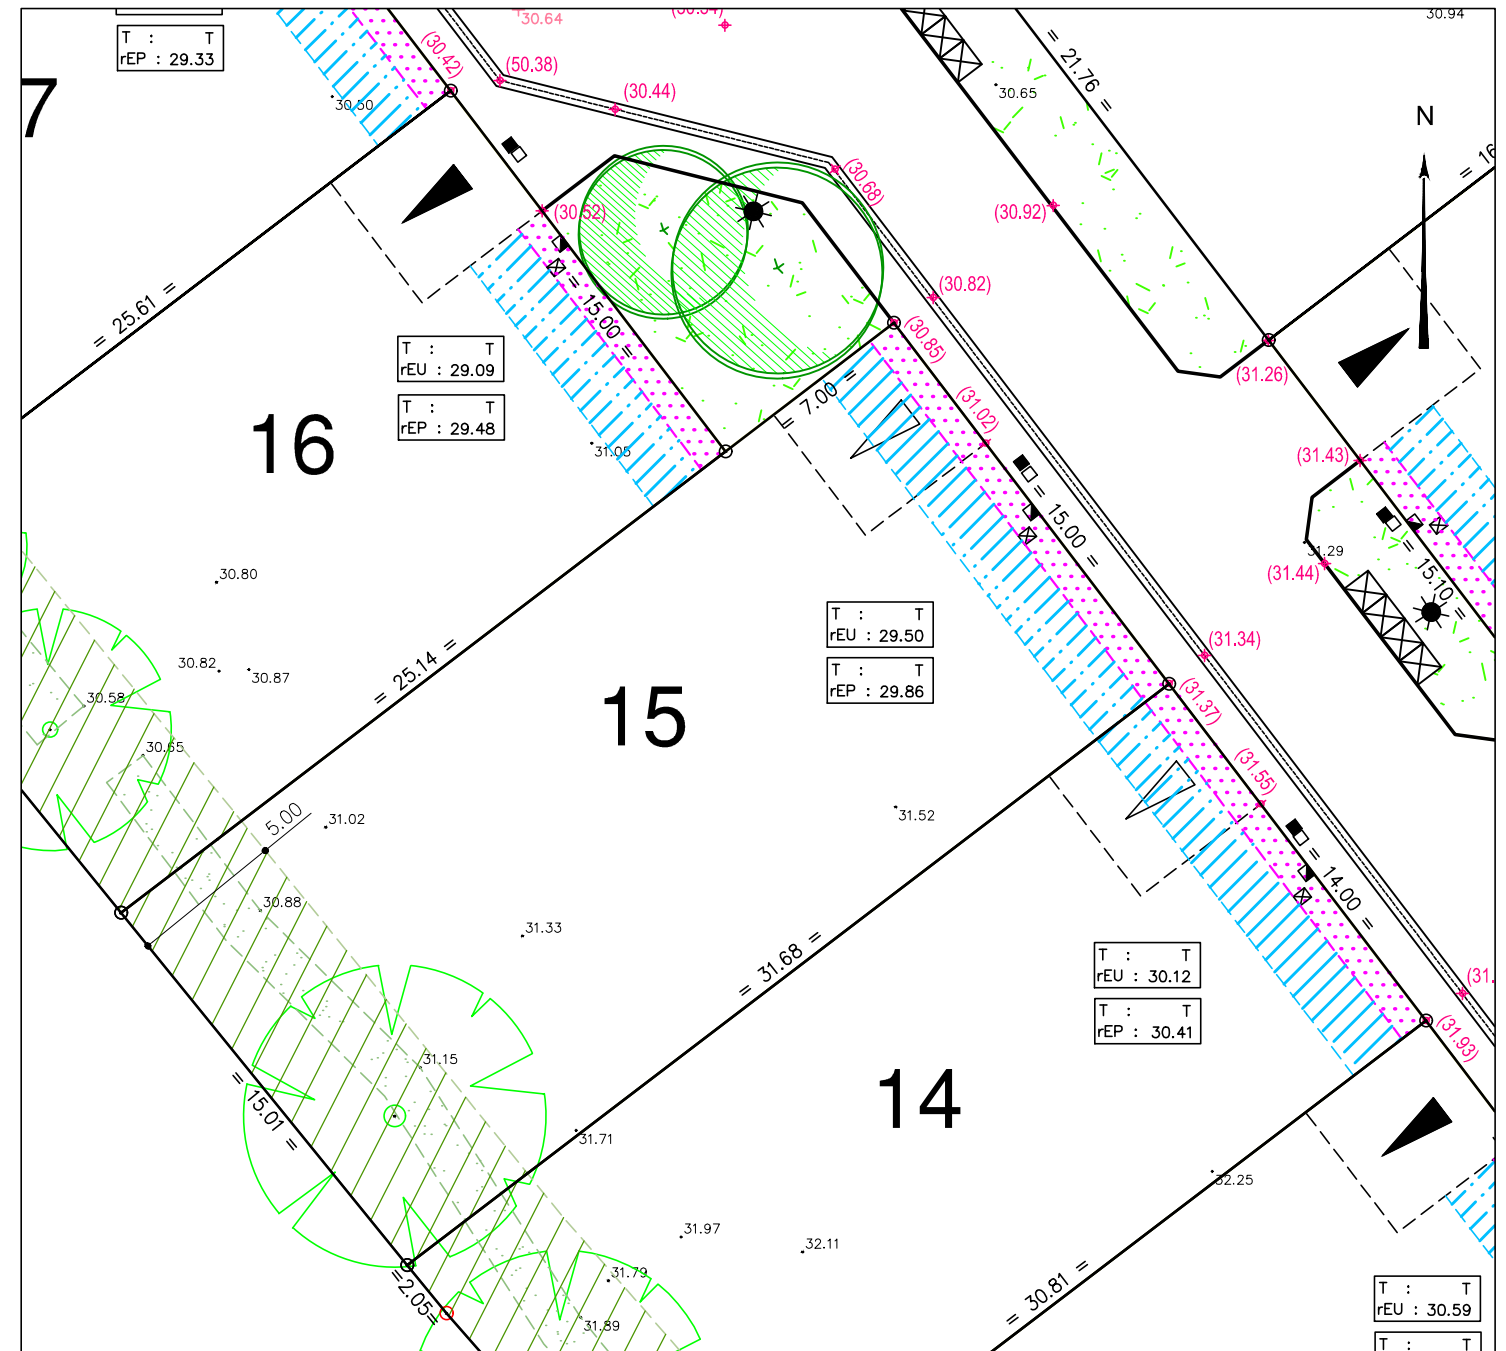 30.64
(30.54)
30.94
T : T
rEP : 29.33
(30.42)
(50.38)
(30.44)
= 21.76 =
30.65
7
30.50
N
(30.68)
= 16
(30.52)
(30.92)
= 25.61 =
= 15.00 =
(30.82)
(30.85)
(31.26)
T : T
rEU : 29.09
T : T
rEP : 29.48
= 7.00 =
16
31.05
(31.02)
(31.43)
= 15.00 =
31.29
(31.44)
= 15.10 =
30.80
T : T
rEU : 29.50
T : T
rEP : 29.86
= 25.14 =
(31.34)
30.82
30.87
30.58
(31.37)
15
30.65
(31.55)
5.00
31.02
31.52
= 14.00 =
30.88
31.33
= 31.68 =
T : T
rEU : 30.12
T : T
rEP : 30.41
(31.
(31.93)
31.15
= 15.01 =
14
31.71
32.25
31.97
32.11
31.79
=2.05=
= 30.81 =
31.89
T : T
rEU : 30.59
T : T